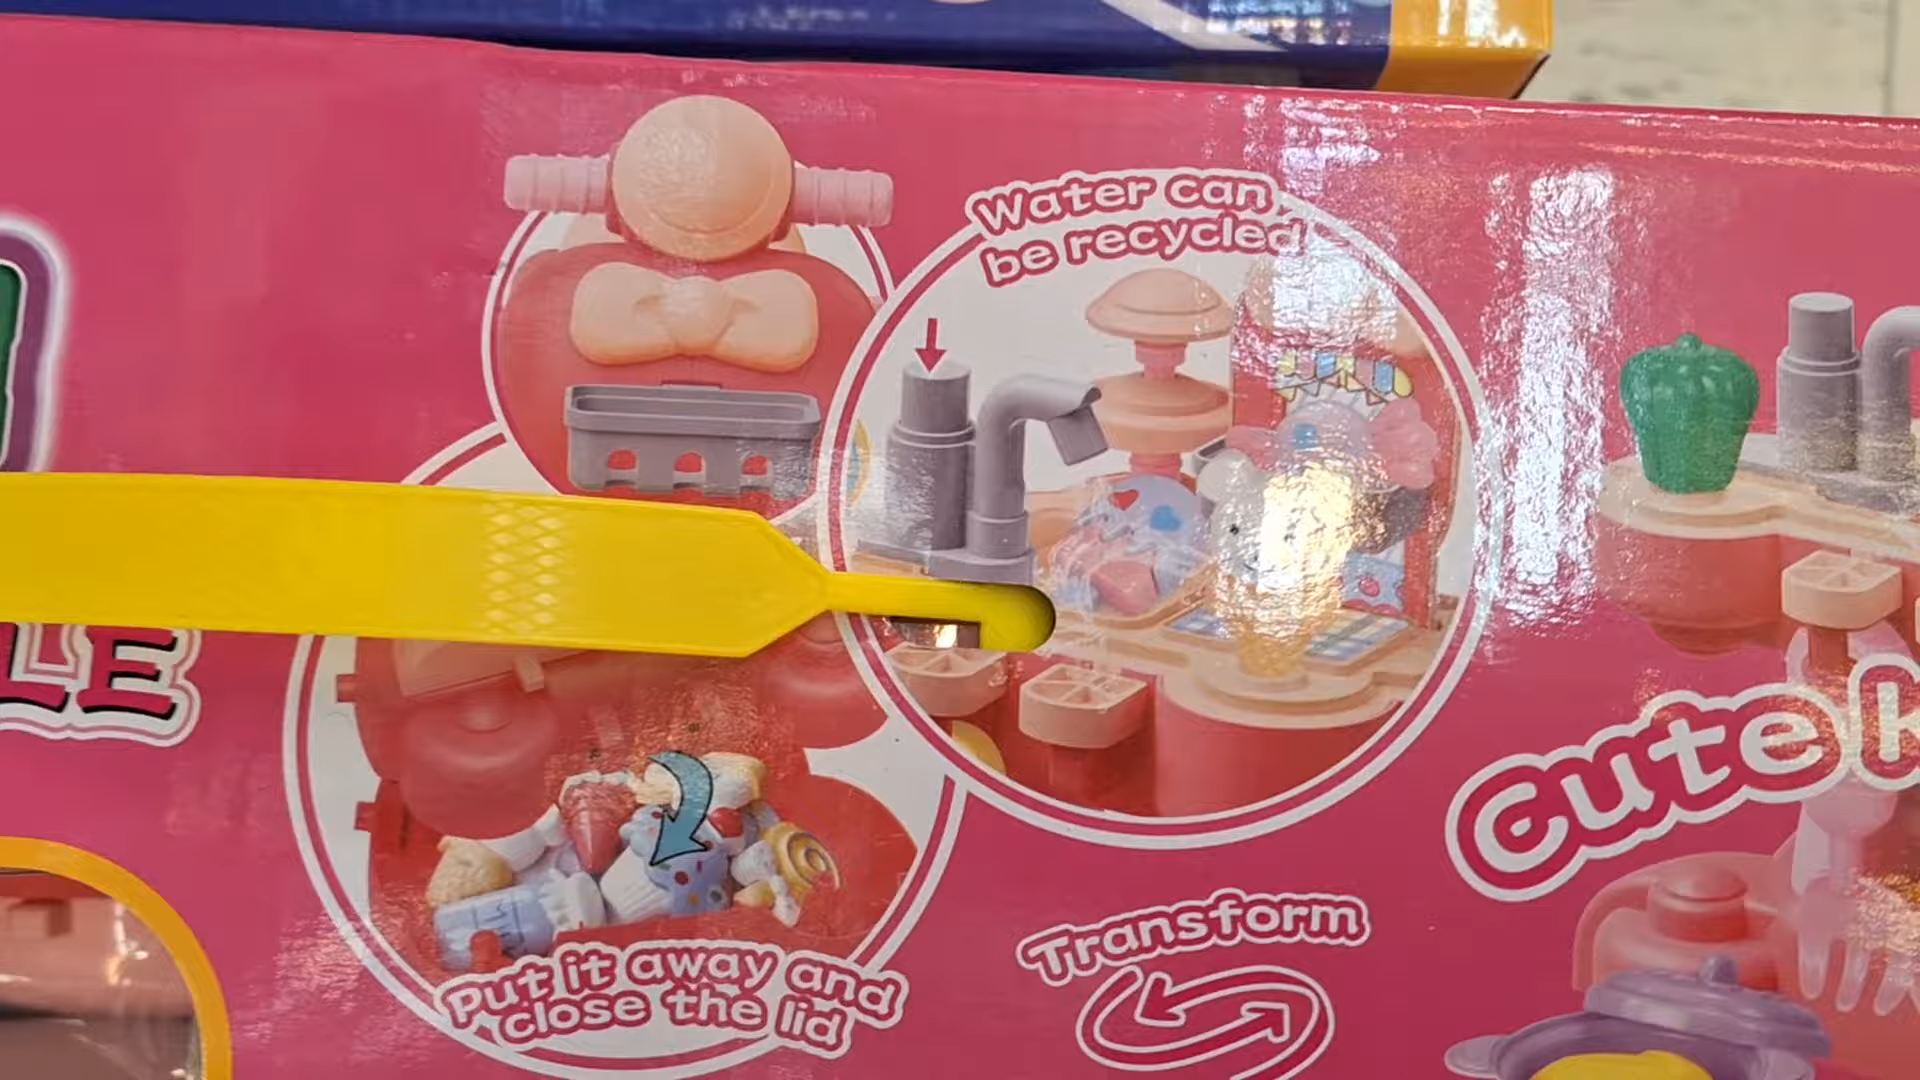 Water can
be recycled
LE
Cute
Put it away and
close the lid
Transform